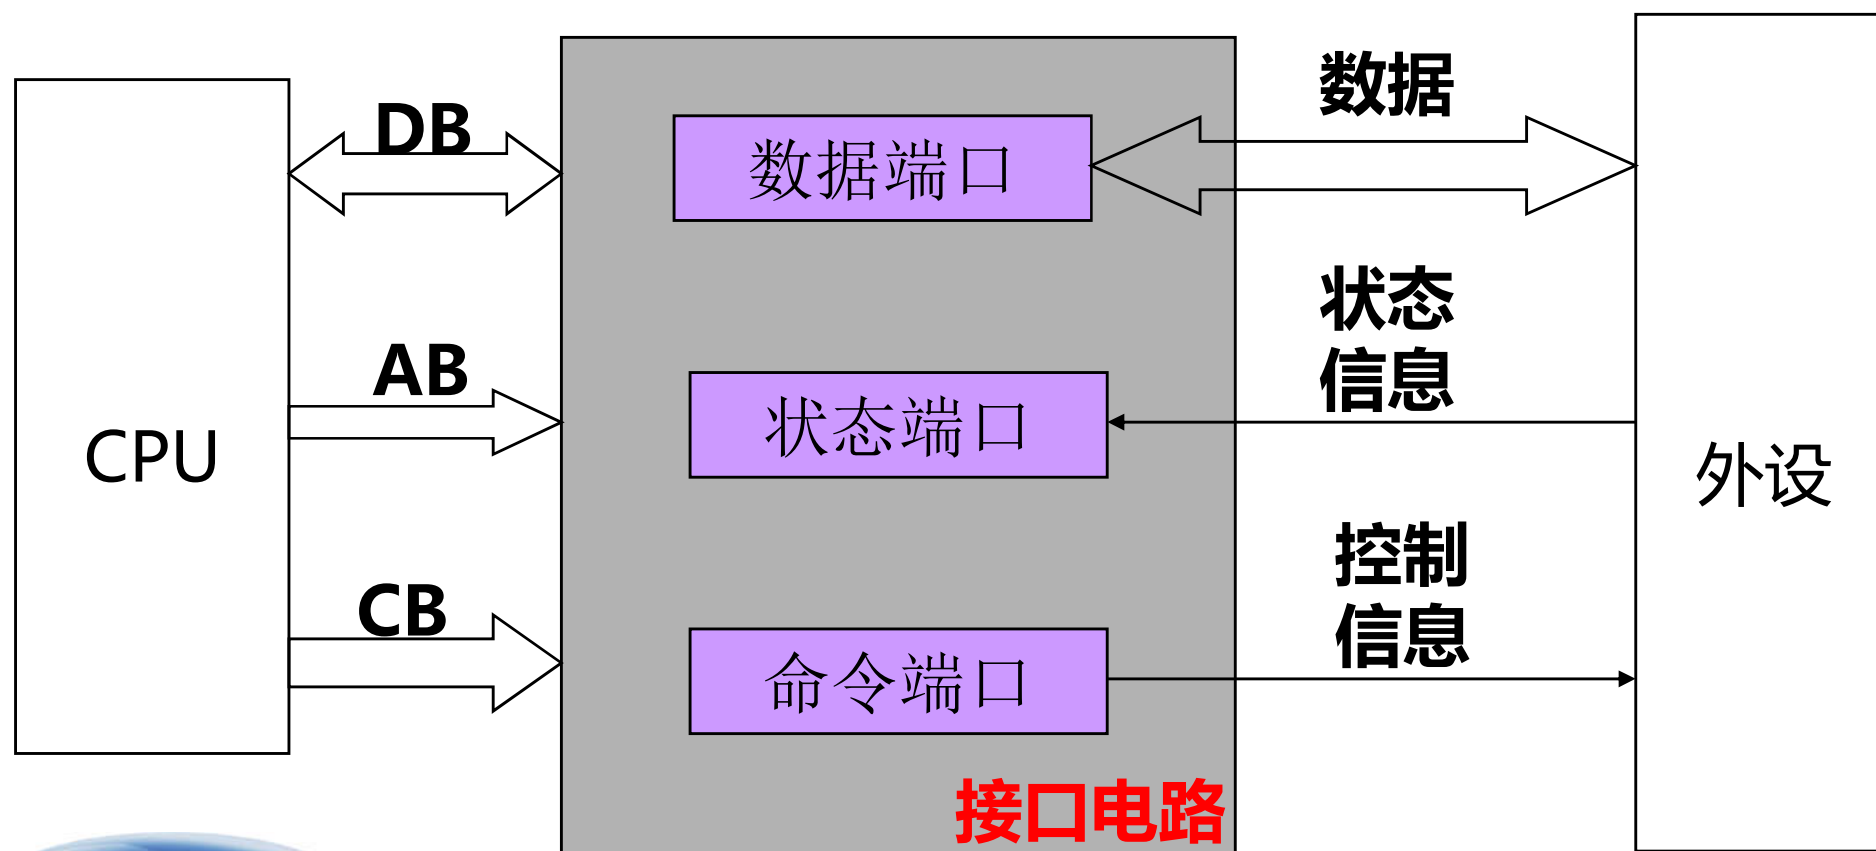 CPU
DB
AB
CB
数据端口
状态端口
命令端口
接口电路
数据
状态
信息
控制
信息
外设